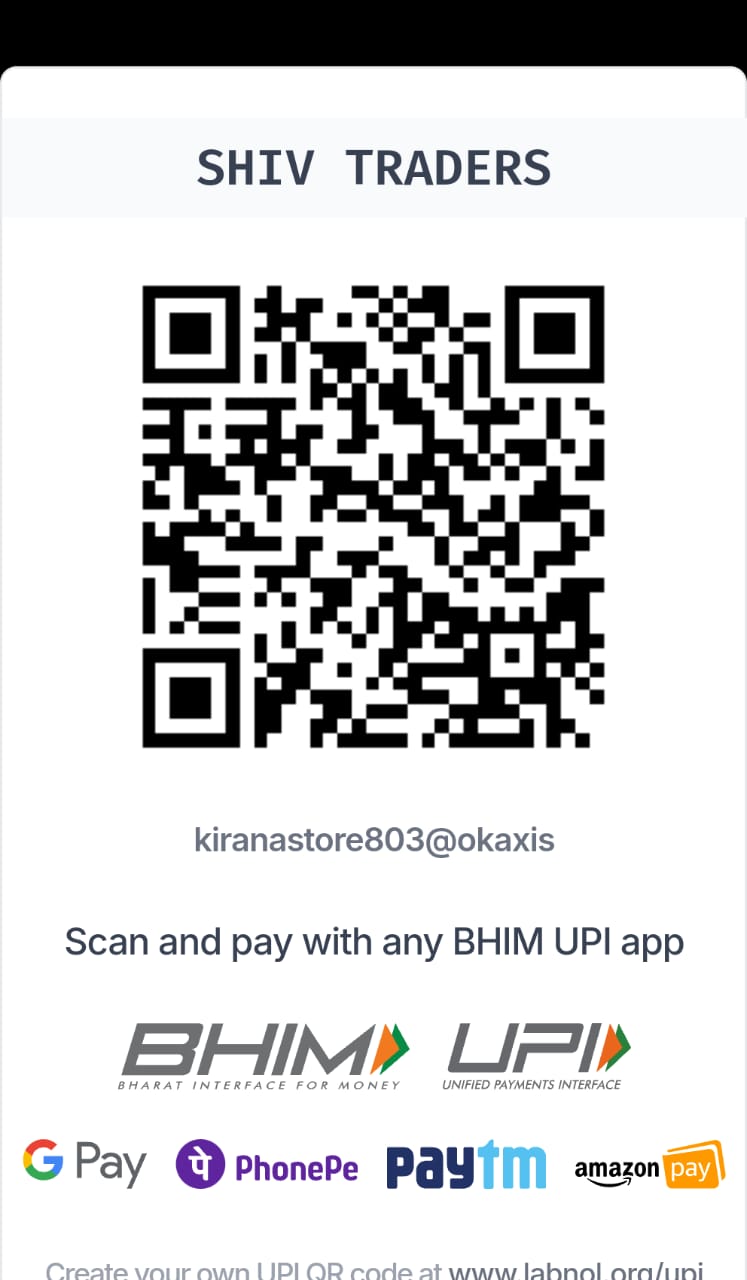 SHIV TRADERS
kiranastore803@okaxis
Scan and pay with any BHIM UPI app
BHIM UPI
BHARAT INTERFACE FOR MONEY UNIFIED PAYMENTS INTERFACE
G Pay पे PhonePe paytm amazon pay
Create your own UPI QR code at www.labnol.org/upi